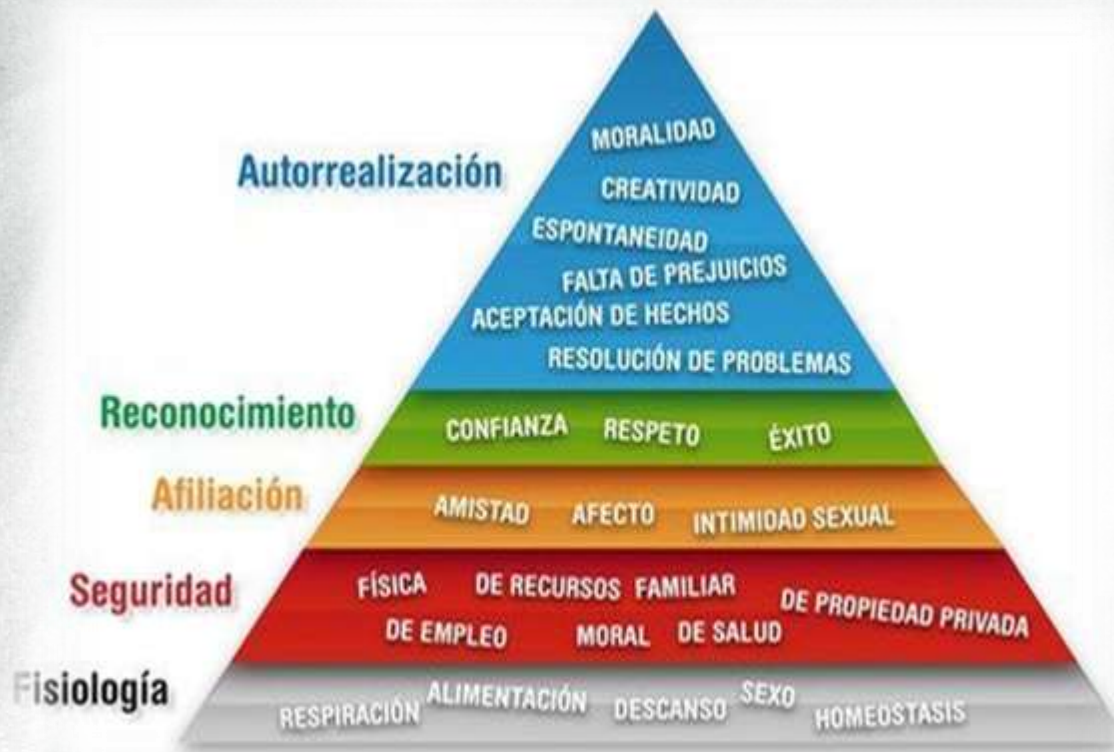 Autorrealización
MORALIDAD
CREATIVIDAD
ESPONTANEIDAD
FALTA DE PREJUICIOS
ACEPTACIÓN DE HECHOS
RESOLUCIÓN DE PROBLEMAS
Reconocimiento
CONFIANZA RESPETO ÉXITO
Afiliación
AMISTAD AFECTO INTIMIDAD SEXUAL
Seguridad
FÍSICA DE RECURSOS FAMILIAR DE PROPIEDAD PRIVADA
DE EMPLEO MORAL DE SALUD
Fisiología
RESPIRACIÓN ALIMENTACIÓN DESCANSO SEXO HOMEOSTASIS